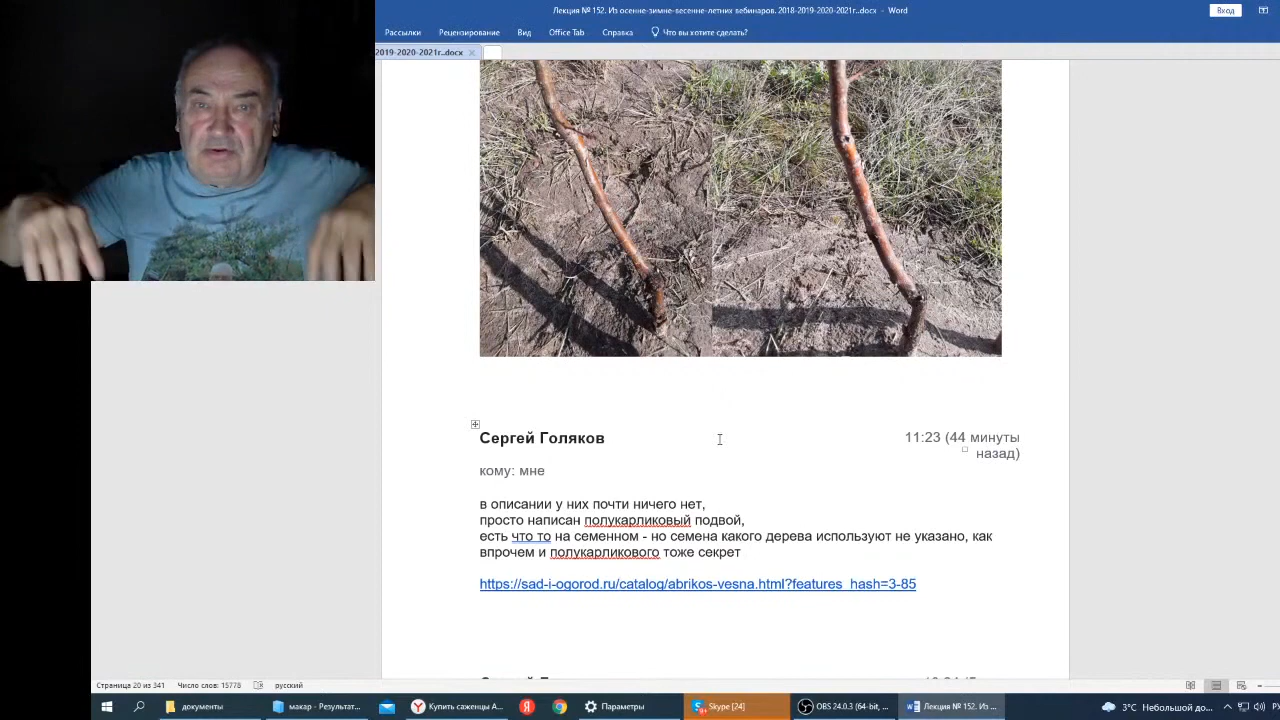 Лекция № 152. Из осенне-зимне-весенне-летних вебинаров. 2018-2019-2020-2021г..docx - Word
Вход
Рассылки Рецензирование Вид Office Tab Справка Что вы хотите сделать?
2019-2020-2021г..docx
Сергей Голяков
11:23 (44 минуты
назад)
кому: мне
в описании у них почти ничего нет,
просто написан полукарликовый подвой,
есть что то на семенном - но семена какого дерева используют не указано, как
впрочем и полукарликового тоже секрет
https://sad-i-ogorod.ru/catalog/abrikos-vesna.html?features_hash=3-85
Страница 20 из 341 Число слов: 15778 русский
документы
макар - Результат...
Купить саженцы А...
Параметры
Skype [24]
OBS 24.0.3 (64-bit, ...
Лекция № 152. Из ...
3°C Небольшой до...